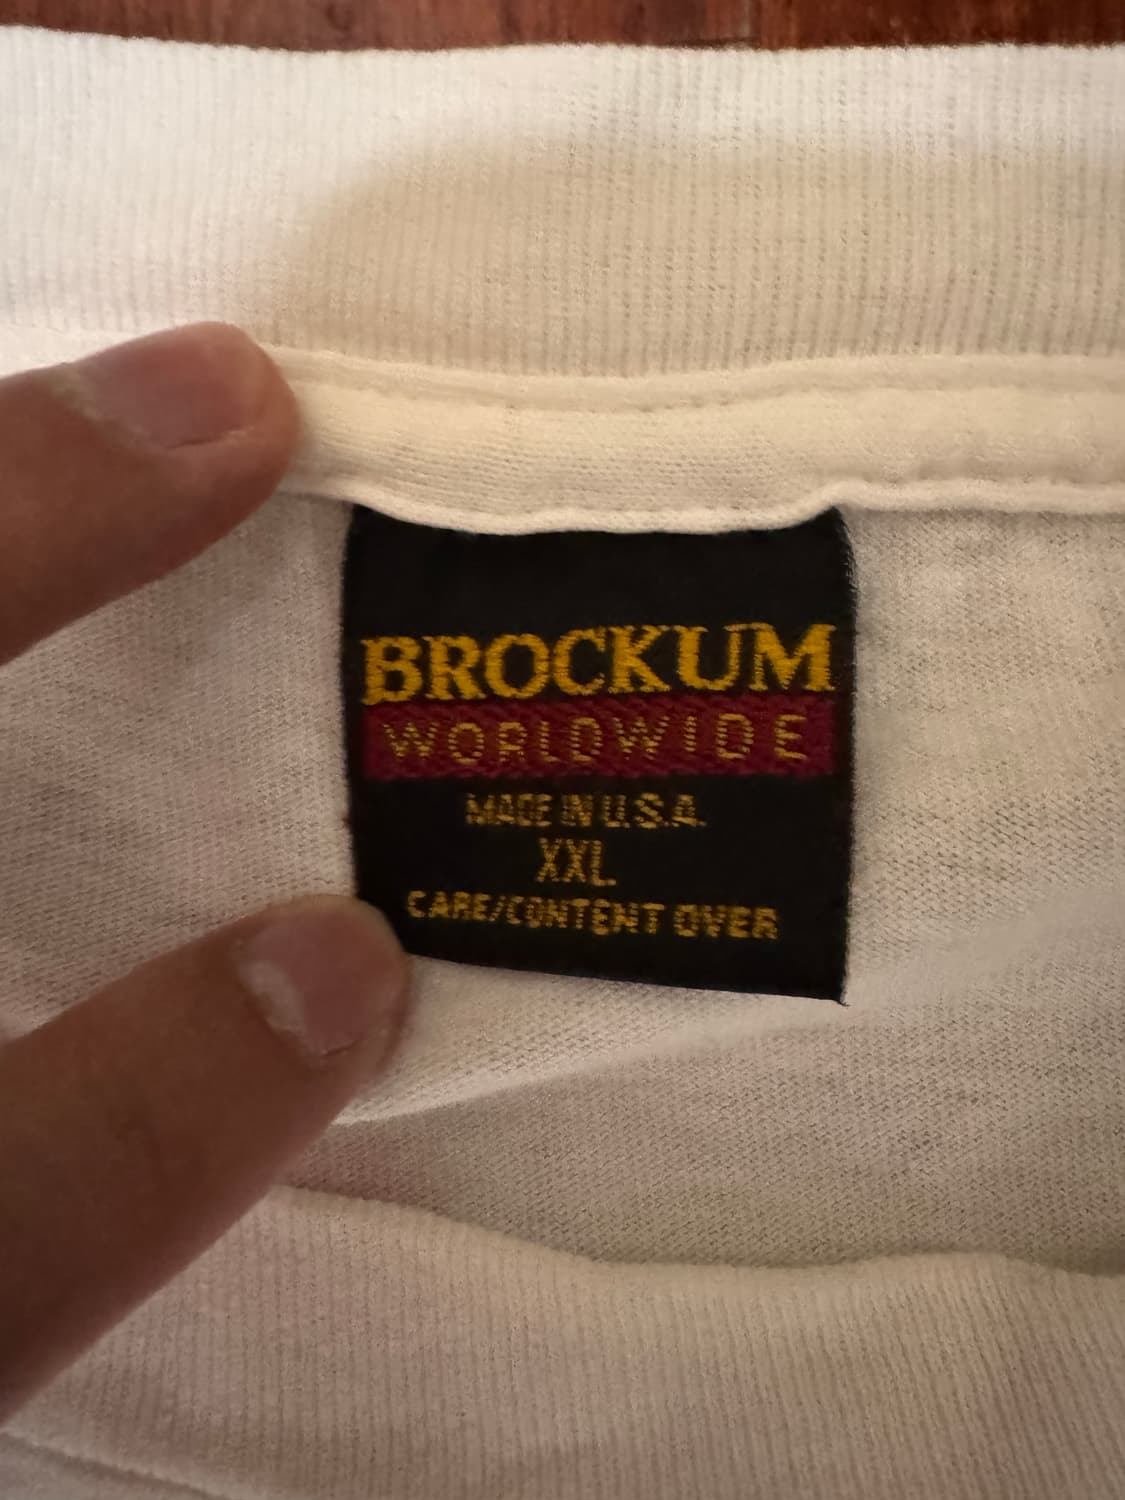 BROCKUM
WORLDWIDE
MADE IN U.S.A.
XXL
CARE/CONTENT OVER